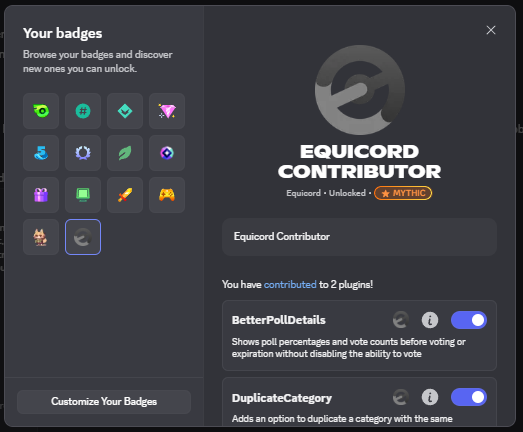 Your badges
Browse your badges and discover
new ones you can unlock.
Customize Your Badges
EQUICORD
CONTRIBUTOR
Equicord • Unlocked • MYTHIC
Equicord Contributor
You have contributed to 2 plugins!
BetterPollDetails
Shows poll percentages and vote counts before voting or
expiration without disabling the ability to vote
DuplicateCategory
Adds an option to duplicate a category with the same